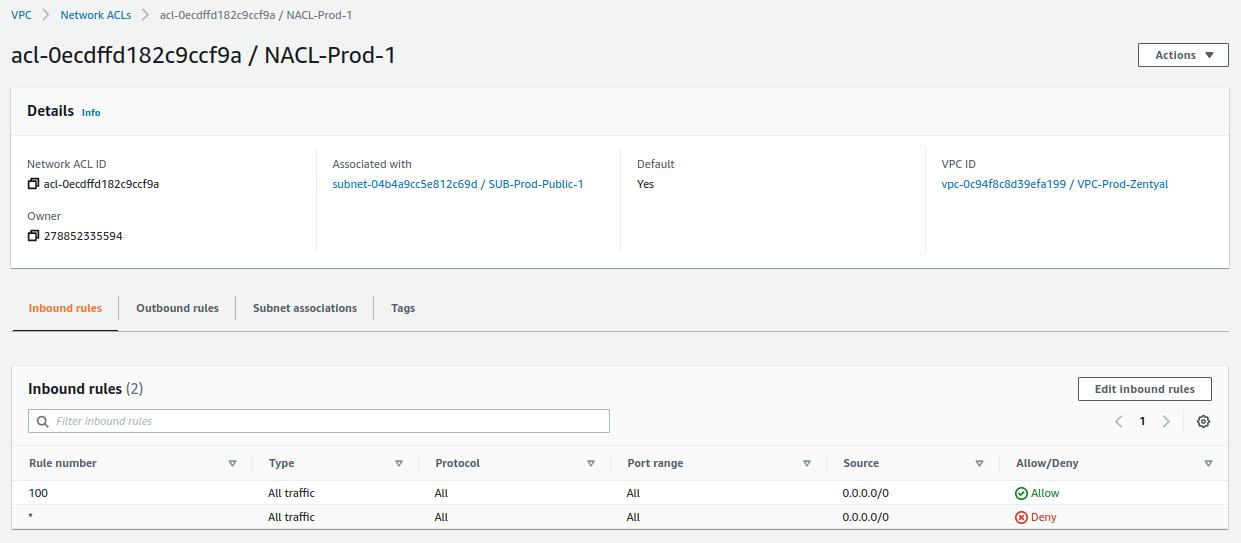 VPC > Network ACLs > acl-0ecdffd182c9ccf9a / NACL-Prod-1
acl-0ecdffd182c9ccf9a / NACL-Prod-1
Actions
Details Info
Network ACL ID
acl-0ecdffd182c9ccf9a
Associated with
subnet-04b4a9cc5e812c69d / SUB-Prod-Public-1
Default
Yes
VPC ID
vpc-0c94f8c8d39efa199 / VPC-Prod-Zentyal
Owner
278852335594
Inbound rules Outbound rules Subnet associations Tags
Inbound rules (2)
Edit inbound rules
Filter inbound rules
1
Rule number Type Protocol Port range Source Allow/Deny
100 All traffic All All 0.0.0.0/0 Allow
* All traffic All All 0.0.0.0/0 Deny